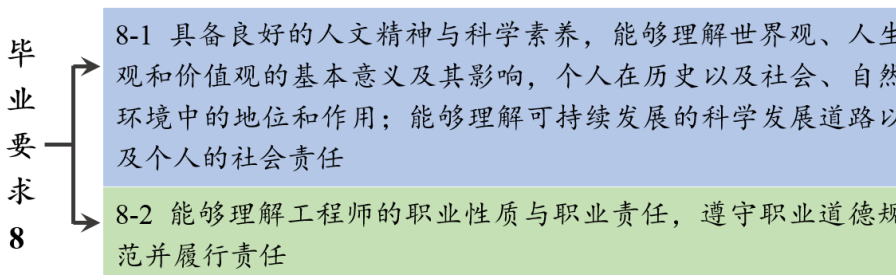 毕业要求8
8-1 具备良好的人文精神与科学素养，能够理解世界观、人生
观和价值观的基本意义及其影响，个人在历史以及社会、自然
环境中的地位和作用；能够理解可持续发展的科学发展道路以
及个人的社会责任
8-2 能够理解工程师的职业性质与职业责任，遵守职业道德规
范并履行责任